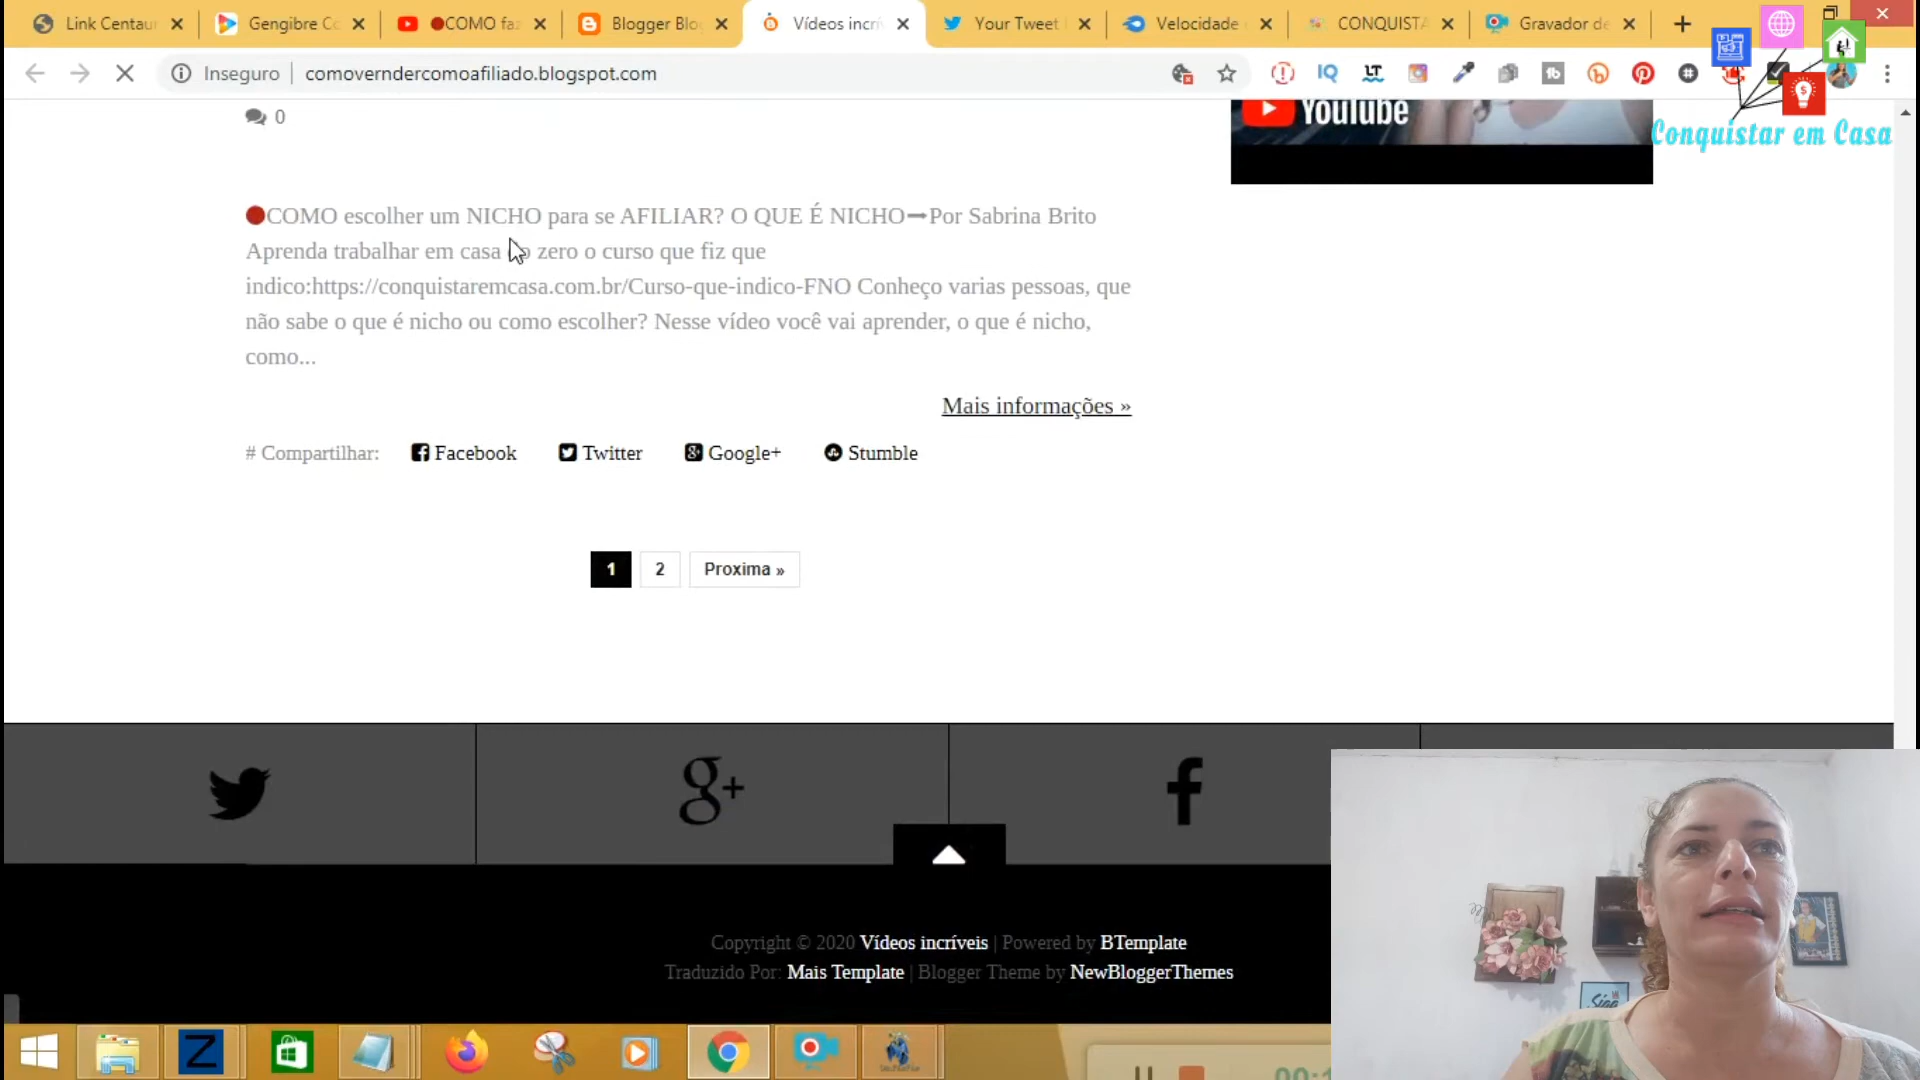 Link Centau
Gengibre Co
COMO faz
Blogger Blo
Vídeos incrí
Your Tweet
Velocidade
CONQUISTA
Gravador de
Inseguro
comoverndercomoafiliado.blogspot.com
Conquistar em Casa
0
YouTube
COMO escolher um NICHO para se AFILIAR? O QUE É NICHO➖Por Sabrina Brito
Aprenda trabalhar em casa do zero o curso que fiz que
indico:https://conquistaremcasa.com.br/Curso-que-indico-FNO Conheço varias pessoas, que
não sabe o que é nicho ou como escolher? Nesse vídeo você vai aprender, o que é nicho,
como...
Mais informações »
# Compartilhar: Facebook Twitter Google+ Stumble
1 2 Proxima »
Copyright © 2020 Vídeos incríveis | Powered by BTemplate
Traduzido Por: Mais Template | Blogger Theme by NewBloggerThemes